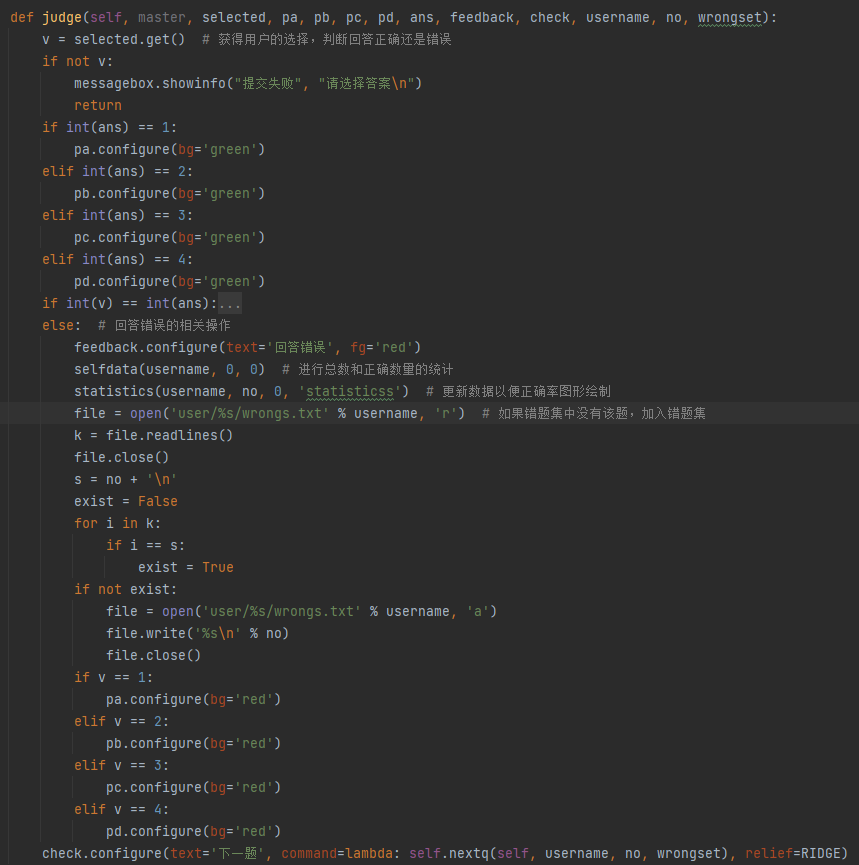 def judge(self, master, selected, pa, pb, pc, pd, ans, feedback, check, username, no, wrongset):
    v = selected.get()  # 获得用户的选择，判断回答正确还是错误
    if not v:
        messagebox.showinfo("提交失败", "请选择答案\n")
        return
    if int(ans) == 1:
        pa.configure(bg='green')
    elif int(ans) == 2:
        pb.configure(bg='green')
    elif int(ans) == 3:
        pc.configure(bg='green')
    elif int(ans) == 4:
        pd.configure(bg='green')
    if int(v) == int(ans):...
    else:  # 回答错误的相关操作
        feedback.configure(text='回答错误', fg='red')
        selfdata(username, 0, 0)  # 进行总数和正确数量的统计
        statistics(username, no, 0, 'statisticss')  # 更新数据以便正确率图形绘制
        file = open('user/%s/wrongs.txt' % username, 'r')  # 如果错题集中没有该题，加入错题集
        k = file.readlines()
        file.close()
        s = no + '\n'
        exist = False
        for i in k:
            if i == s:
                exist = True
        if not exist:
            file = open('user/%s/wrongs.txt' % username, 'a')
            file.write('%s\n' % no)
            file.close()
        if v == 1:
            pa.configure(bg='red')
        elif v == 2:
            pb.configure(bg='red')
        elif v == 3:
            pc.configure(bg='red')
        elif v == 4:
            pd.configure(bg='red')
    check.configure(text='下一题', command=lambda: self.nextq(self, username, no, wrongset), relief=RIDGE)